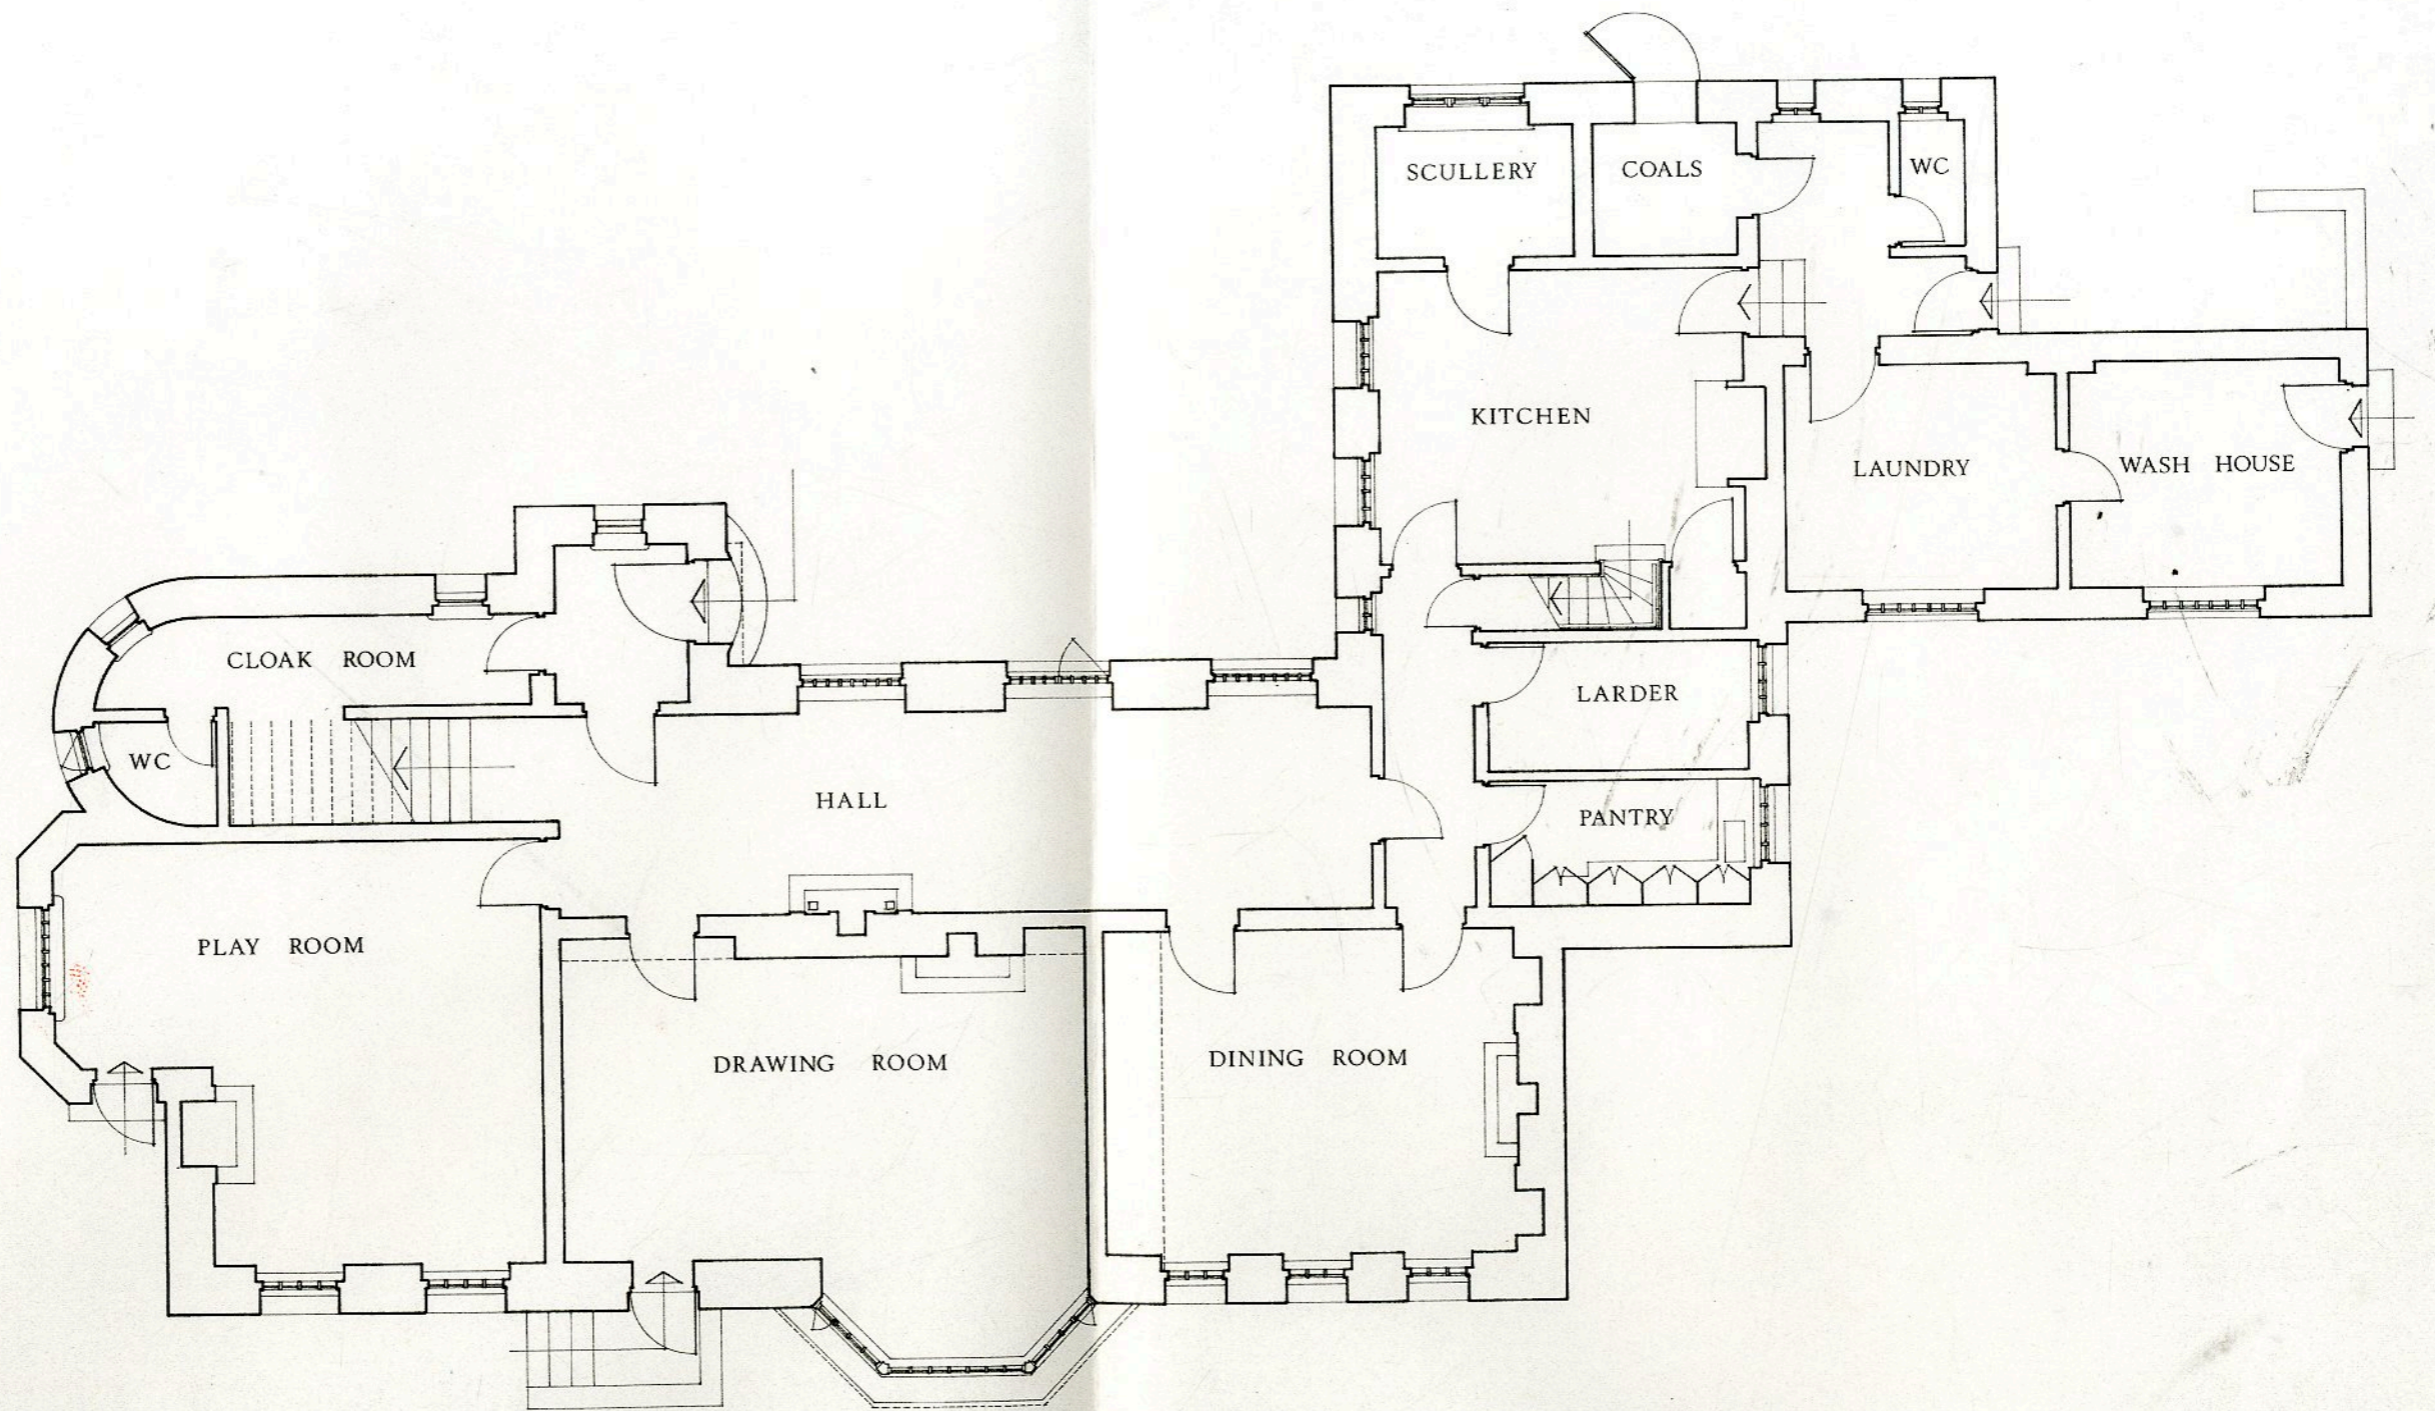 SCULLERY
COALS
WC
KITCHEN
LAUNDRY
WASH HOUSE
CLOAK ROOM
LARDER
WC
HALL
PANTRY
PLAY ROOM
DRAWING ROOM
DINING ROOM